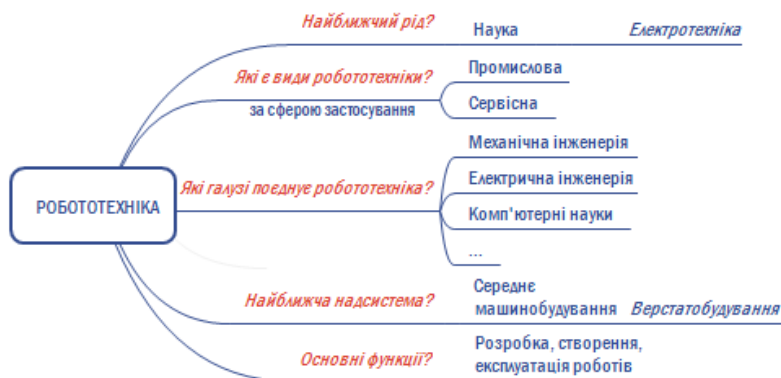 Найближчий рід?
Наука
Електротехніка
Які є види робототехніки?
за сферою застосування
Промислова
Сервісна
РОБОТОТЕХНІКА
Які галузі поєднує робототехніка?
Механічна інженерія
Електрична інженерія
Комп'ютерні науки
...
Найближча надсистема?
Середнє
машинобудування
Верстатобудування
Основні функції?
Розробка, створення,
експлуатація роботів